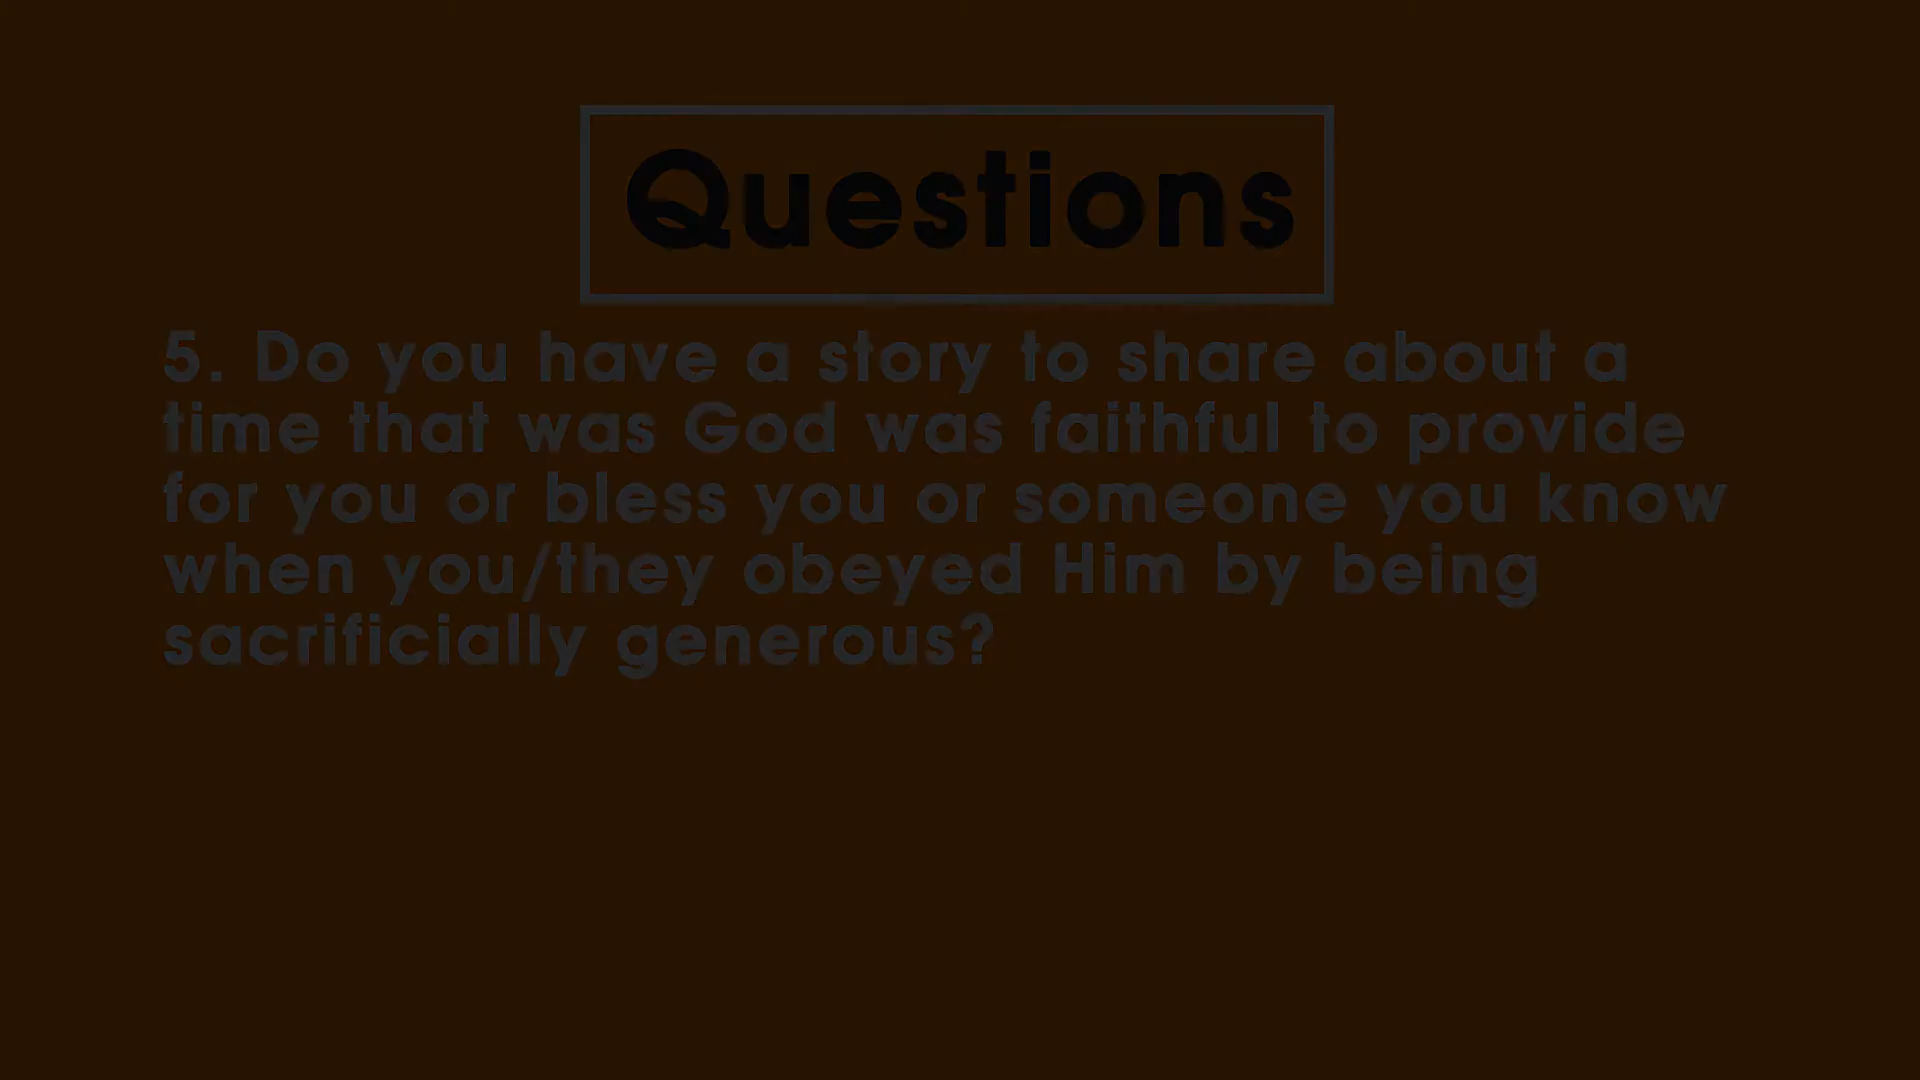 Questions
5. Do you have a story to share about a
time that was God was faithful to provide
for you or bless you or someone you know
when you/they obeyed Him by being
sacrificially generous?